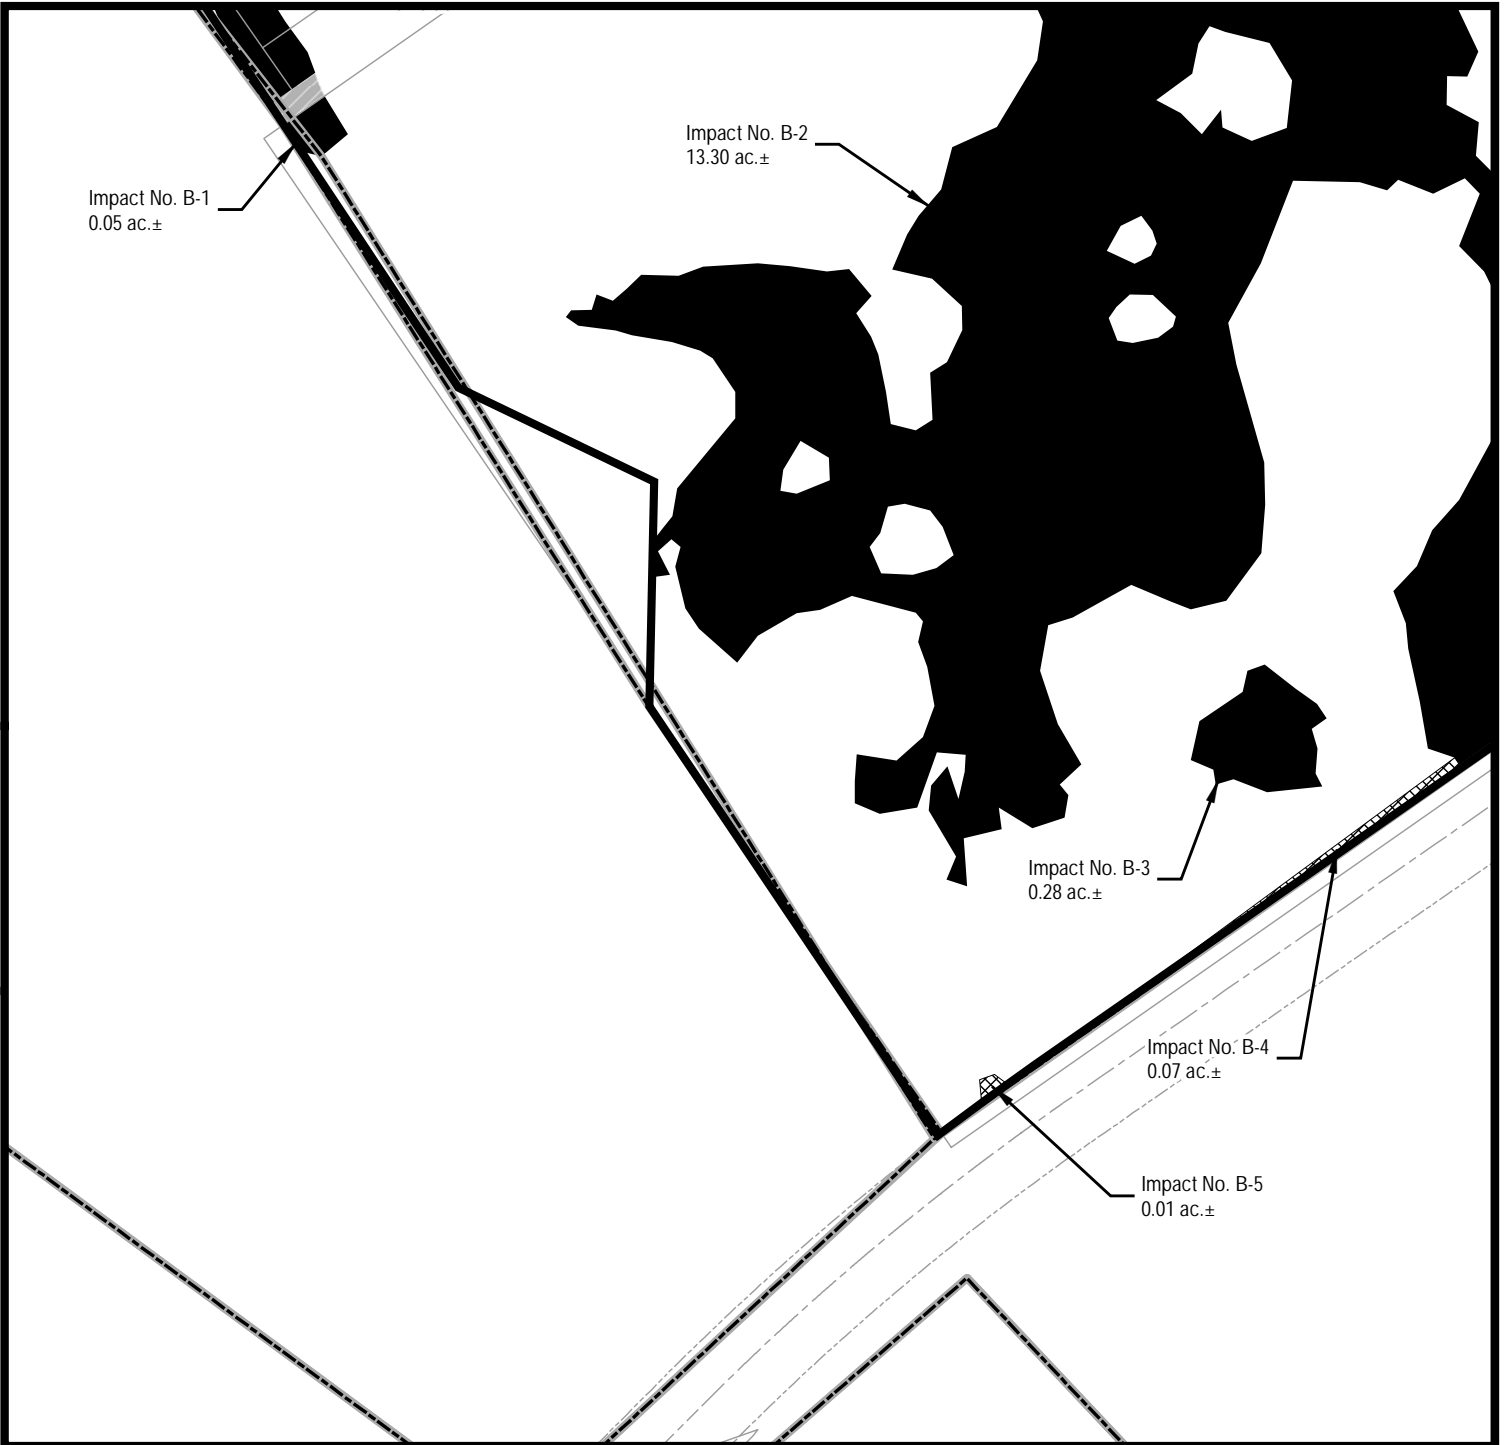 Impact No. B-2
13.30 ac.±
Impact No. B-1
0.05 ac.±
Impact No. B-3
0.28 ac.±
Impact No. B-4
0.07 ac.±
Impact No. B-5
0.01 ac.±